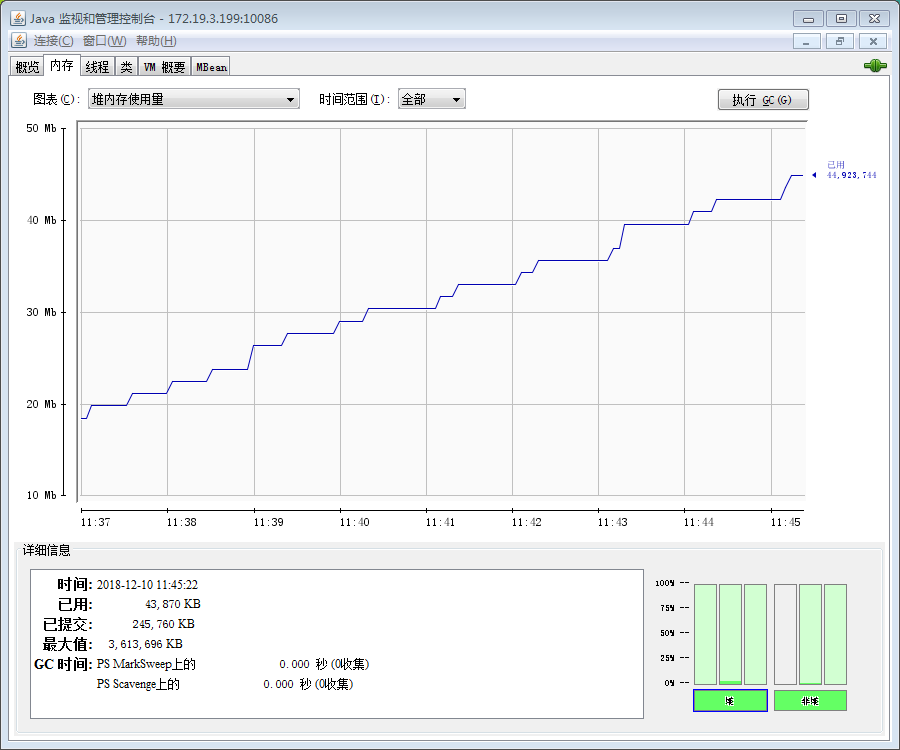 Java 监视和管理控制台 - 172.19.3.199:10086
连接(C) 窗口(W) 帮助(H)
概览 内存 线程 类 VM 概要 MBean
图表(C): 堆内存使用量 时间范围(I): 全部 执行 GC(G)
50 Mb
已用
44,923,744
40 Mb
30 Mb
20 Mb
10 Mb
11:37 11:38 11:39 11:40 11:41 11:42 11:43 11:44 11:45
详细信息
时间: 2018-12-10 11:45:22
已用: 43,870 KB
已提交: 245,760 KB
最大值: 3,613,696 KB
GC 时间: PS MarkSweep上的 0.000 秒 (0收集)
PS Scavenge上的 0.000 秒 (0收集)
100%
75%
50%
25%
0%
堆 非堆